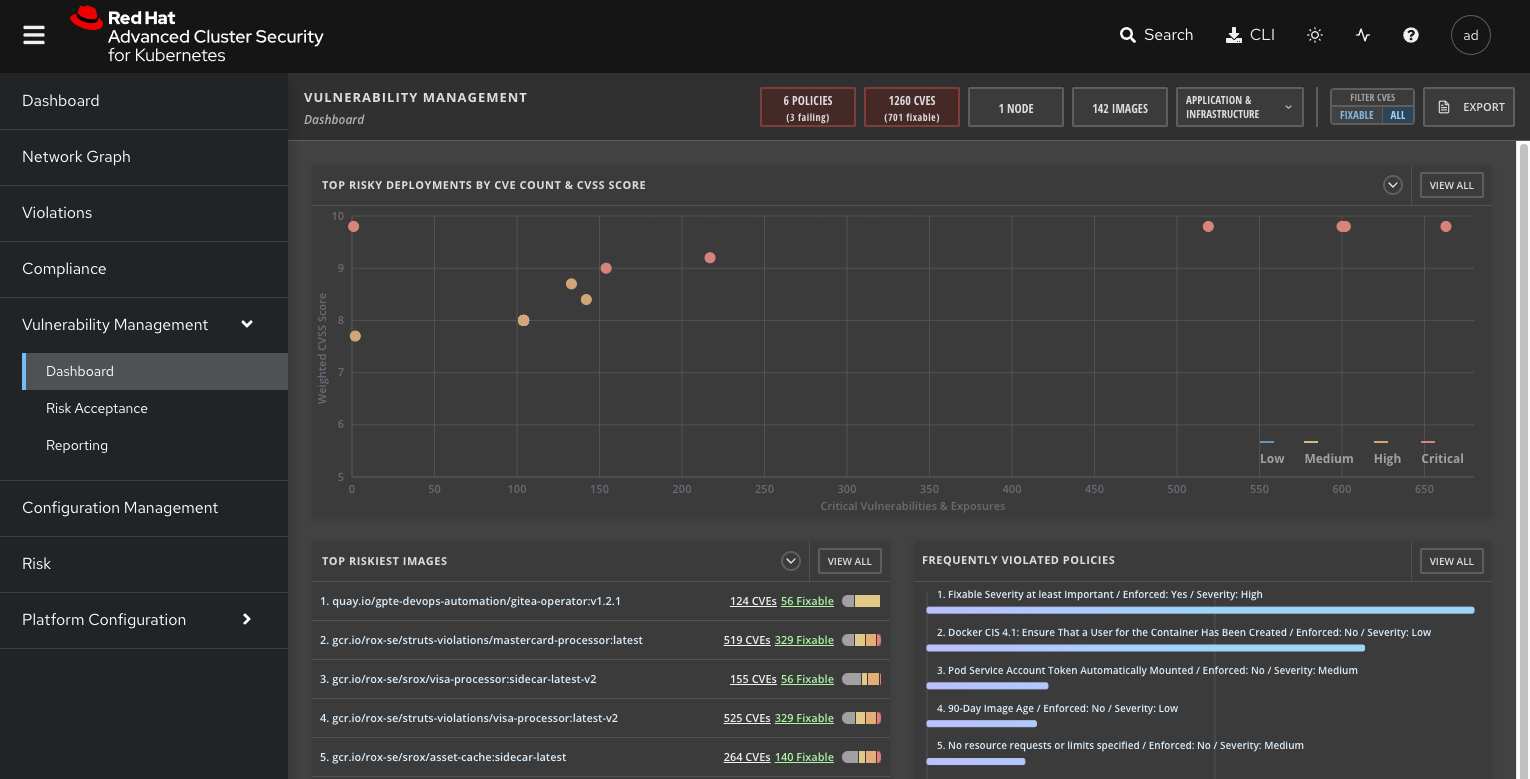 Red Hat
Advanced Cluster Security
for Kubernetes
Search
CLI
?
ad
Dashboard
Network Graph
Violations
Compliance
Vulnerability Management
Dashboard
Risk Acceptance
Reporting
Configuration Management
Risk
Platform Configuration
VULNERABILITY MANAGEMENT
Dashboard
6 POLICIES
(3 failing)
1260 CVES
(701 fixable)
1 NODE
142 IMAGES
APPLICATION &
INFRASTRUCTURE
FILTER CVES
FIXABLE ALL
EXPORT
TOP RISKY DEPLOYMENTS BY CVE COUNT & CVSS SCORE
VIEW ALL
10
9
8
7
6
5
Weighted CVSS Score
0 50 100 150 200 250 300 350 400 450 500 550 600 650
Critical Vulnerabilities & Exposures
Low Medium High Critical
TOP RISKIEST IMAGES
VIEW ALL
1. quay.io/gpte-devops-automation/gitea-operator:v1.2.1 124 CVEs 56 Fixable
2. gcr.io/rox-se/struts-violations/mastercard-processor:latest 519 CVEs 329 Fixable
3. gcr.io/rox-se/srox/visa-processor:sidecar-latest-v2 155 CVEs 56 Fixable
4. gcr.io/rox-se/struts-violations/visa-processor:latest-v2 525 CVEs 329 Fixable
5. gcr.io/rox-se/srox/asset-cache:sidecar-latest 264 CVEs 140 Fixable
FREQUENTLY VIOLATED POLICIES
VIEW ALL
1. Fixable Severity at least Important / Enforced: Yes / Severity: High
2. Docker CIS 4.1: Ensure That a User for the Container Has Been Created / Enforced: No / Severity: Low
3. Pod Service Account Token Automatically Mounted / Enforced: No / Severity: Medium
4. 90-Day Image Age / Enforced: No / Severity: Low
5. No resource requests or limits specified / Enforced: No / Severity: Medium